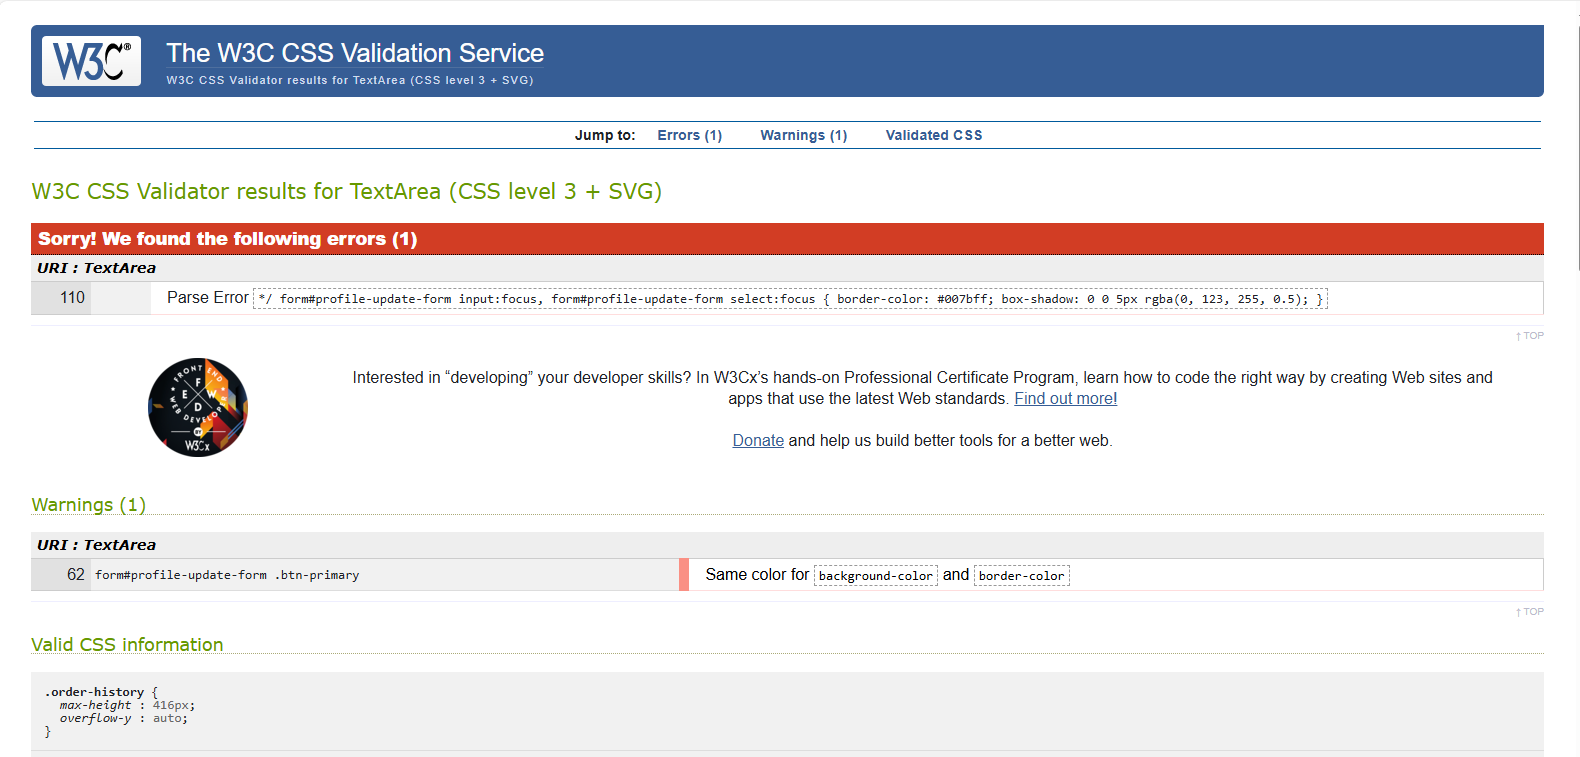 W3C®
The W3C CSS Validation Service
W3C CSS Validator results for TextArea (CSS level 3 + SVG)
Jump to: Errors (1) Warnings (1) Validated CSS
W3C CSS Validator results for TextArea (CSS level 3 + SVG)
Sorry! We found the following errors (1)
URI : TextArea
110 Parse Error */ form#profile-update-form input:focus, form#profile-update-form select:focus { border-color: #007bff; box-shadow: 0 0 5px rgba(0, 123, 255, 0.5); }
↑ TOP
FRONT END
F
E W
D
WEB DEVELOPER
BY
W3Cx
Interested in “developing” your developer skills? In W3Cx’s hands-on Professional Certificate Program, learn how to code the right way by creating Web sites and
apps that use the latest Web standards. Find out more!
Donate and help us build better tools for a better web.
Warnings (1)
URI : TextArea
62 form#profile-update-form .btn-primary Same color for background-color and border-color
↑ TOP
Valid CSS information
.order-history {
max-height : 416px;
overflow-y : auto;
}